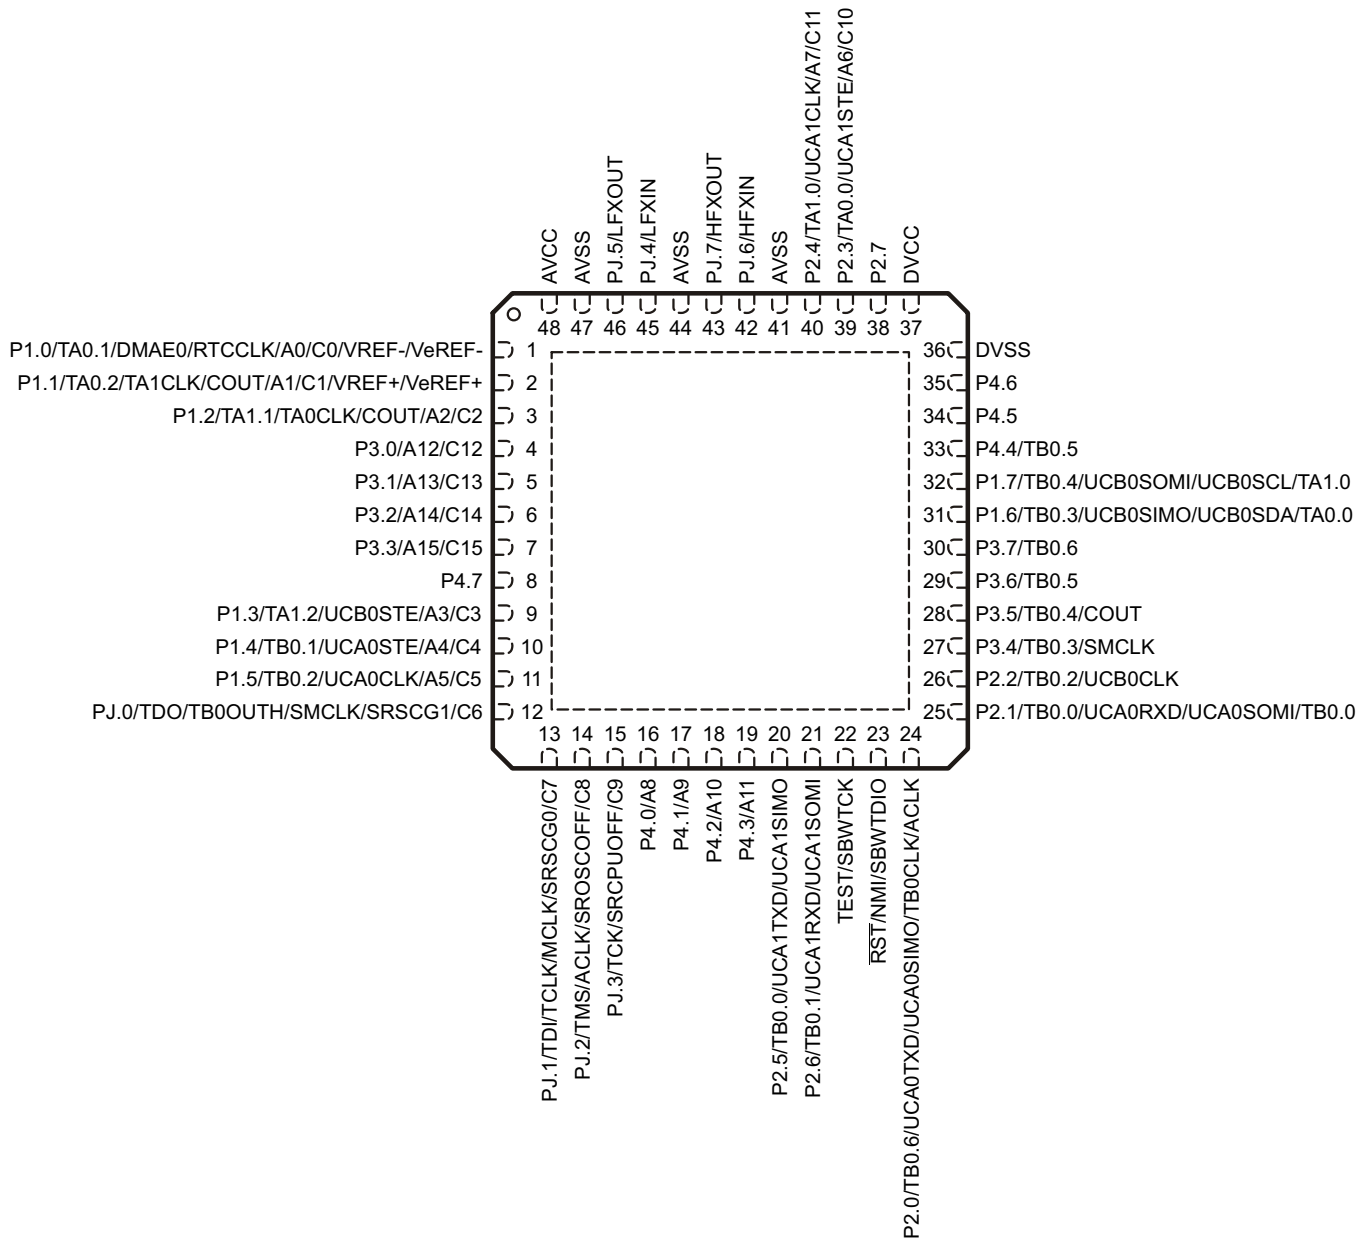 AVCC
AVSS
PJ.5/LFXOUT
PJ.4/LFXIN
AVSS
PJ.7/HFXOUT
PJ.6/HFXIN
AVSS
P2.4/TA1.0/UCA1CLK/A7/C11
P2.3/TA0.0/UCA1STE/A6/C10
P2.7
DVCC
48 47 46 45 44 43 42 41 40 39 38 37
P1.0/TA0.1/DMAE0/RTCCLK/A0/C0/VREF-/VeREF- 1
36 DVSS
P1.1/TA0.2/TA1CLK/COUT/A1/C1/VREF+/VeREF+ 2
35 P4.6
P1.2/TA1.1/TA0CLK/COUT/A2/C2 3
34 P4.5
P3.0/A12/C12 4
33 P4.4/TB0.5
P3.1/A13/C13 5
32 P1.7/TB0.4/UCB0SOMI/UCB0SCL/TA1.0
P3.2/A14/C14 6
31 P1.6/TB0.3/UCB0SIMO/UCB0SDA/TA0.0
P3.3/A15/C15 7
30 P3.7/TB0.6
P4.7 8
29 P3.6/TB0.5
P1.3/TA1.2/UCB0STE/A3/C3 9
28 P3.5/TB0.4/COUT
P1.4/TB0.1/UCA0STE/A4/C4 10
27 P3.4/TB0.3/SMCLK
P1.5/TB0.2/UCA0CLK/A5/C5 11
26 P2.2/TB0.2/UCB0CLK
PJ.0/TDO/TB0OUTH/SMCLK/SRSCG1/C6 12
25 P2.1/TB0.0/UCA0RXD/UCA0SOMI/TB0.0
13 14 15 16 17 18 19 20 21 22 23 24
PJ.1/TDI/TCLK/MCLK/SRSCG0/C7
PJ.2/TMS/ACLK/SROSCOFF/C8
PJ.3/TCK/SRCPUOFF/C9
P4.0/A8
P4.1/A9
P4.2/A10
P4.3/A11
P2.5/TB0.0/UCA1TXD/UCA1SIMO
P2.6/TB0.1/UCA1RXD/UCA1SOMI
TEST/SBWTCK
RST/NMI/SBWTDIO
P2.0/TB0.6/UCA0TXD/UCA0SIMO/TB0CLK/ACLK